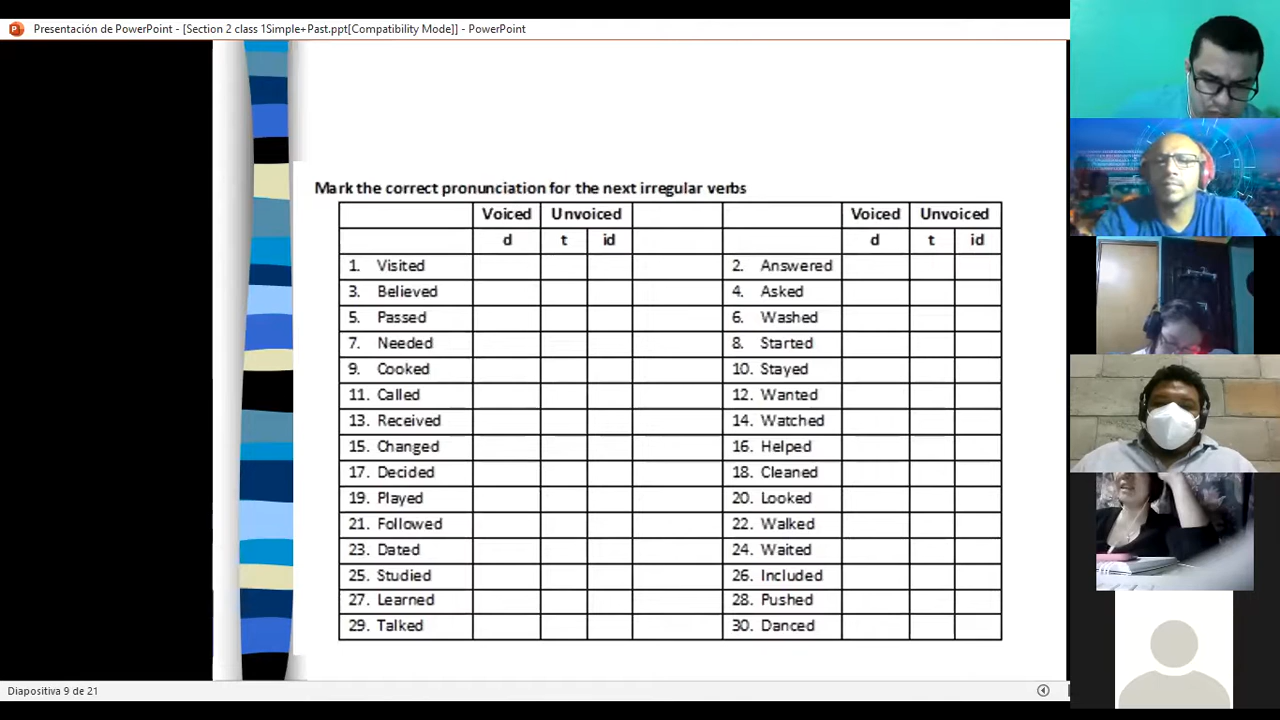 Presentación de PowerPoint - [Section 2 class 1Simple+Past.ppt[Compatibility Mode]] - PowerPoint
Mark the correct pronunciation for the next irregular verbs
Voiced Unvoiced Voiced Unvoiced
d t id d t id
1. Visited 2. Answered
3. Believed 4. Asked
5. Passed 6. Washed
7. Needed 8. Started
9. Cooked 10. Stayed
11. Called 12. Wanted
13. Received 14. Watched
15. Changed 16. Helped
17. Decided 18. Cleaned
19. Played 20. Looked
21. Followed 22. Walked
23. Dated 24. Waited
25. Studied 26. Included
27. Learned 28. Pushed
29. Talked 30. Danced
Diapositiva 9 de 21